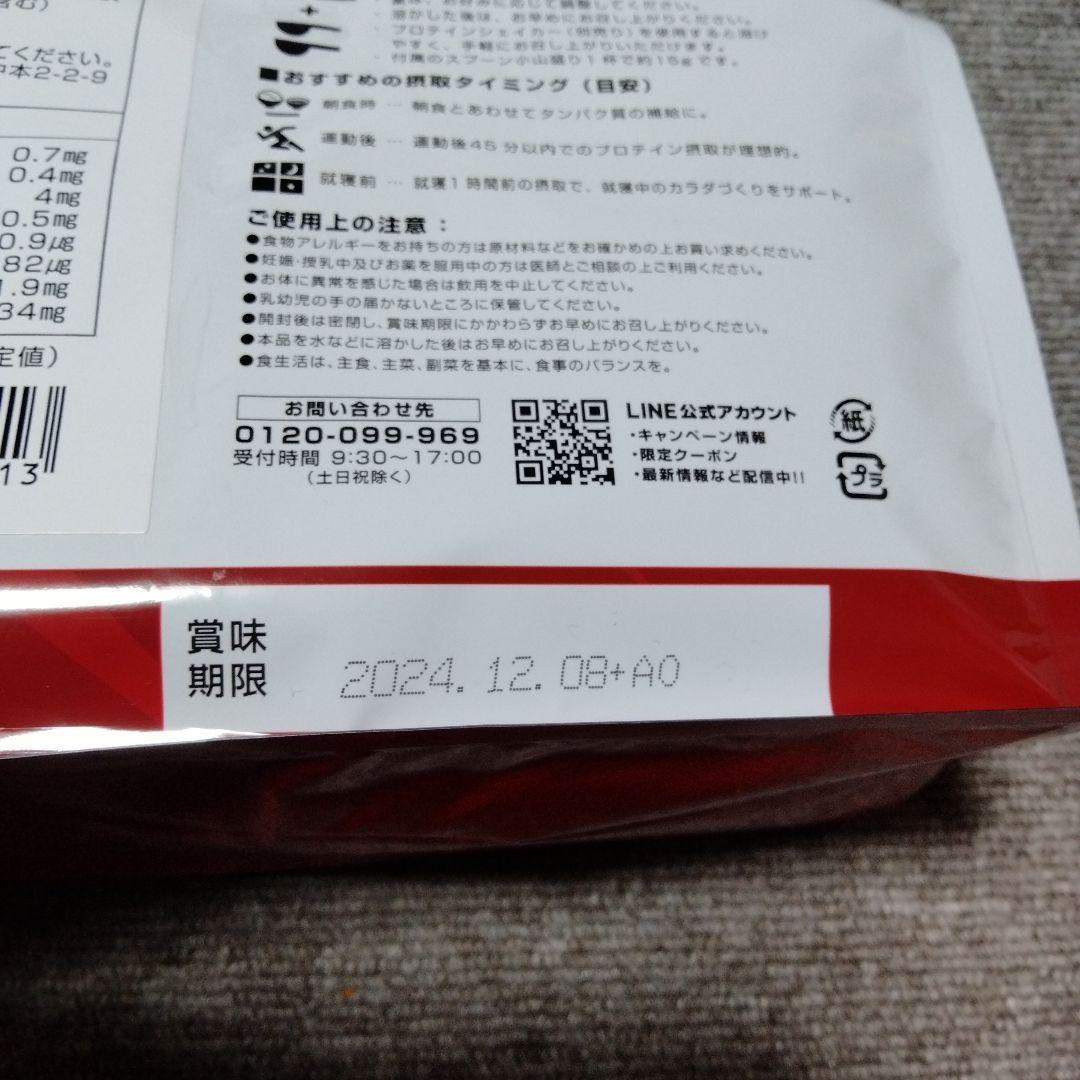 てください。
中本2-2-9
0.7mg
0.4mg
4mg
0.5mg
0.9μg
82μg
1.9mg
34mg
定値）
13
溶かした後は、お早めにお召し上がりください。
プロテインシェイカー（別売り）を使用すると溶け
やすく、手軽にお召し上がりいただけます。
・付属のスプーン小山盛り1杯で約15gです。
■おすすめの摂取タイミング（目安）
朝食時 … 朝食とあわせてタンパク質の補給に。
運動後 … 運動後45分以内でのプロテイン摂取が理想的。
就寝前 … 就寝1時間前の摂取で、就寝中のカラダづくりをサポート。
ご使用上の注意：
●食物アレルギーをお持ちの方は原材料などをお確かめの上お買い求めください。
●妊娠・授乳中及びお薬を服用中の方は医師とご相談の上ご利用ください。
●お体に異常を感じた場合は飲用を中止してください。
●乳幼児の手の届かないところに保管してください。
●開封後は密閉し、賞味期限にかかわらずお早めにお召し上がりください。
●本品を水などに溶かした後はお早めにお召し上がりください。
●食生活は、主食、主菜、副菜を基本に、食事のバランスを。
お問い合わせ先
0120-099-969
受付時間 9:30～17:00
（土日祝除く）
LINE公式アカウント
・キャンペーン情報
・限定クーポン
・最新情報など配信中!!
紙
プラ
賞味
期限
2024.12.08+A0